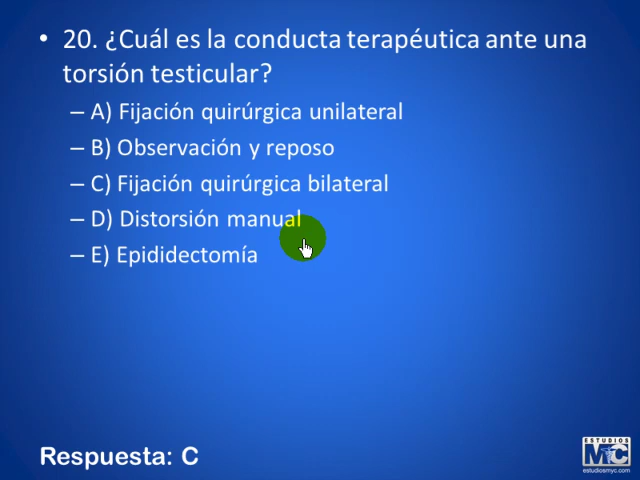 • 20. ¿Cuál es la conducta terapéutica ante una
torsión testicular?
– A) Fijación quirúrgica unilateral
– B) Observación y reposo
– C) Fijación quirúrgica bilateral
– D) Distorsión manual
– E) Epididectomía
Respuesta: C
ESTUDIOS
MyC
estudiosmyc.com